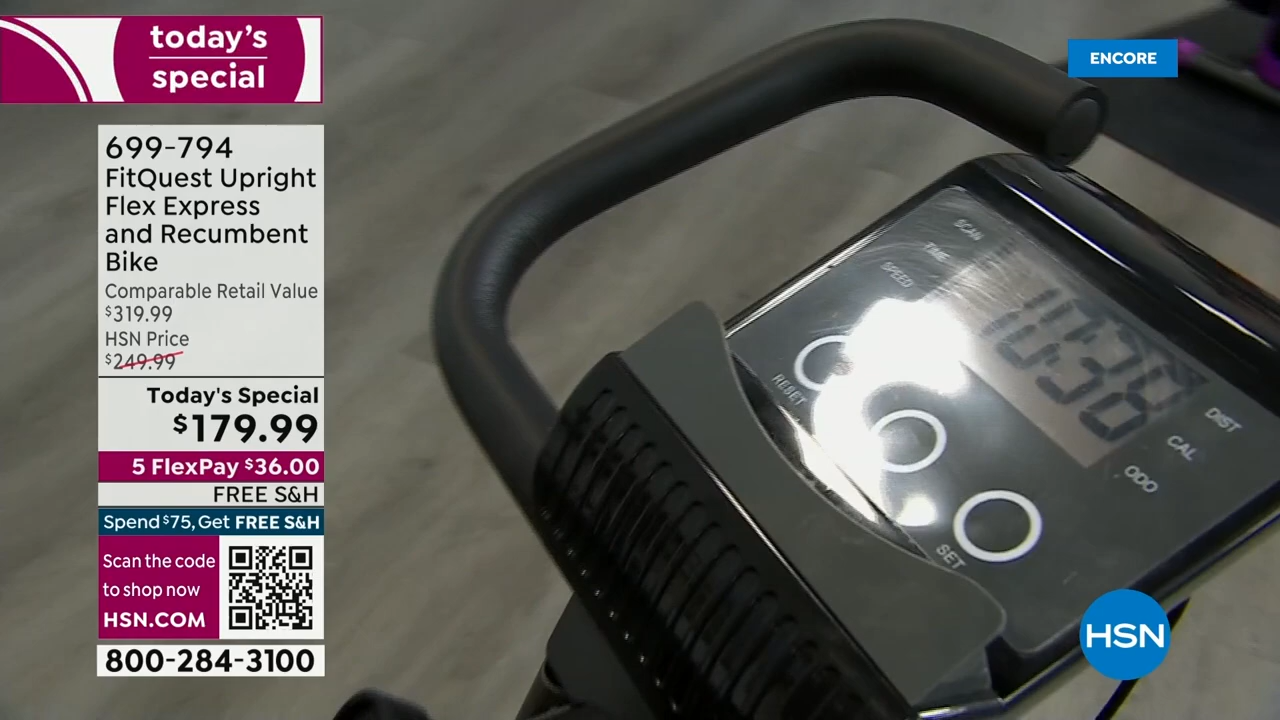 today's
special
ENCORE
699-794
FitQuest Upright
Flex Express
and Recumbent
Bike
Comparable Retail Value
$319.99
HSN Price
$249.99
Today's Special
$179.99
5 FlexPay $36.00
FREE S&H
Spend $75, Get FREE S&H
Scan the code
to shop now
HSN.COM
800-284-3100
SCAN
TIME
SPEED
RESET
SET
DIST
CAL
ODO
HSN